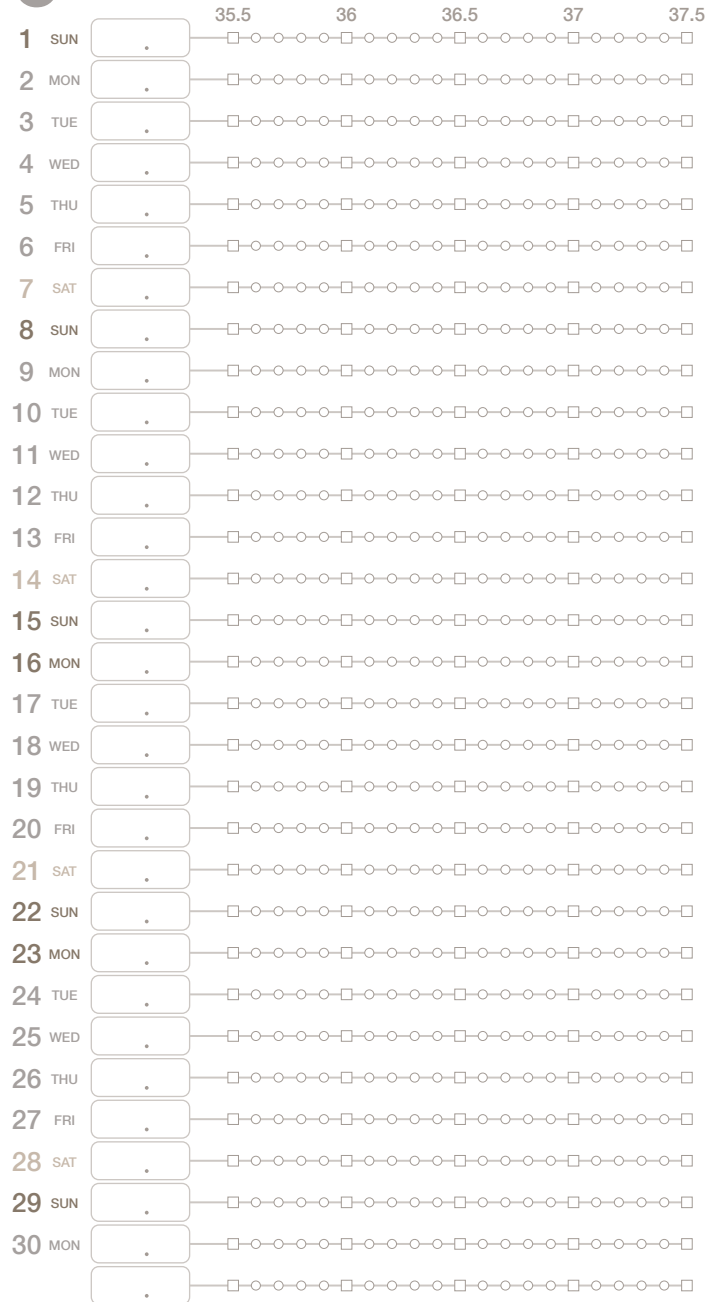 35.5 36 36.5 37 37.5
1 SUN .
2 MON .
3 TUE .
4 WED .
5 THU .
6 FRI .
7 SAT .
8 SUN .
9 MON .
10 TUE .
11 WED .
12 THU .
13 FRI .
14 SAT .
15 SUN .
16 MON .
17 TUE .
18 WED .
19 THU .
20 FRI .
21 SAT .
22 SUN .
23 MON .
24 TUE .
25 WED .
26 THU .
27 FRI .
28 SAT .
29 SUN .
30 MON .
.